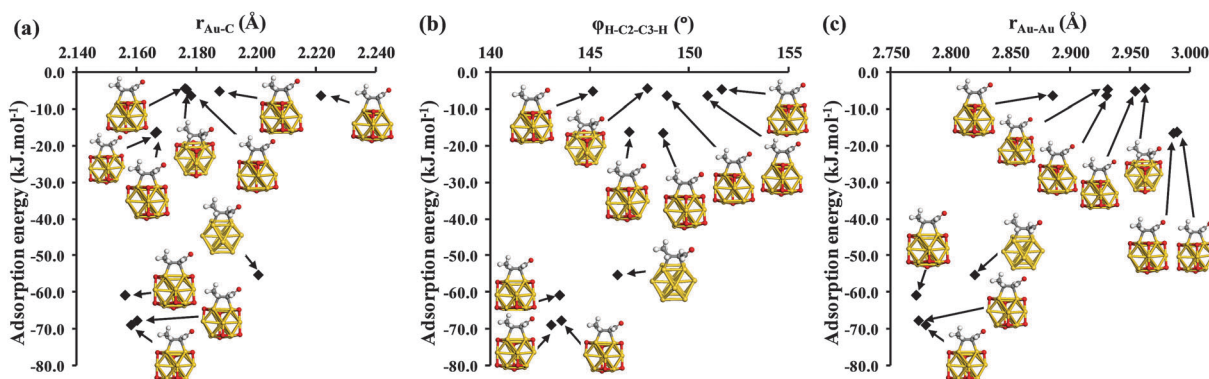 (a)
r_Au-C (Å)
2.140 2.160 2.180 2.200 2.220 2.240
Adsorption energy (kJ.mol⁻¹)
0.0
-10.0
-20.0
-30.0
-40.0
-50.0
-60.0
-70.0
-80.0
(b)
φ_H-C2-C3-H (°)
140 145 150 155
Adsorption energy (kJ.mol⁻¹)
0.0
-10.0
-20.0
-30.0
-40.0
-50.0
-60.0
-70.0
-80.0
(c)
r_Au-Au (Å)
2.750 2.800 2.850 2.900 2.950 3.000
Adsorption energy (kJ.mol⁻¹)
0.0
-10.0
-20.0
-30.0
-40.0
-50.0
-60.0
-70.0
-80.0